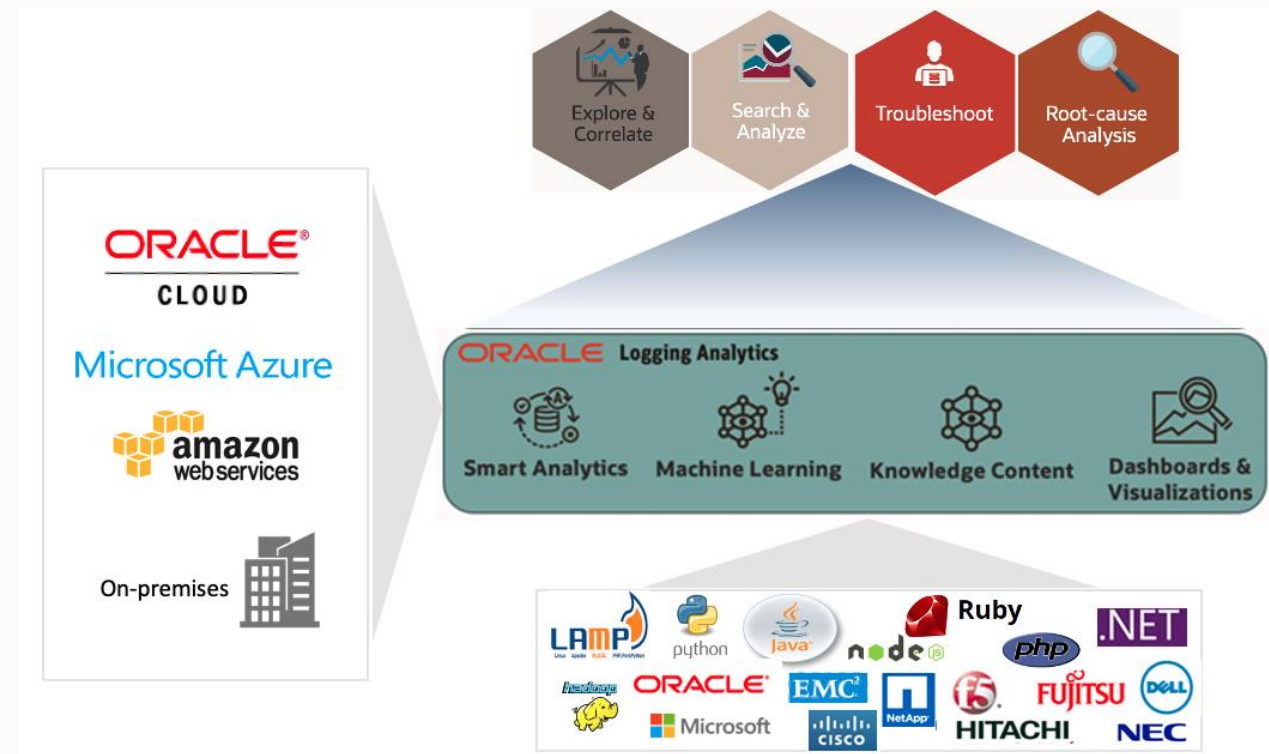 Explore &
Correlate
Search &
Analyze
Troubleshoot
Root-cause
Analysis
ORACLE®
CLOUD
Microsoft Azure
amazon
webservices
On-premises
ORACLE Logging Analytics
Smart Analytics
Machine Learning
Knowledge Content
Dashboards &
Visualizations
LAMP
python
Java
node JS
Ruby
php
.NET
hadoop
ORACLE
EMC²
NetApp
f5.
FUJITSU
DELL
Microsoft
CISCO
HITACHI
NEC